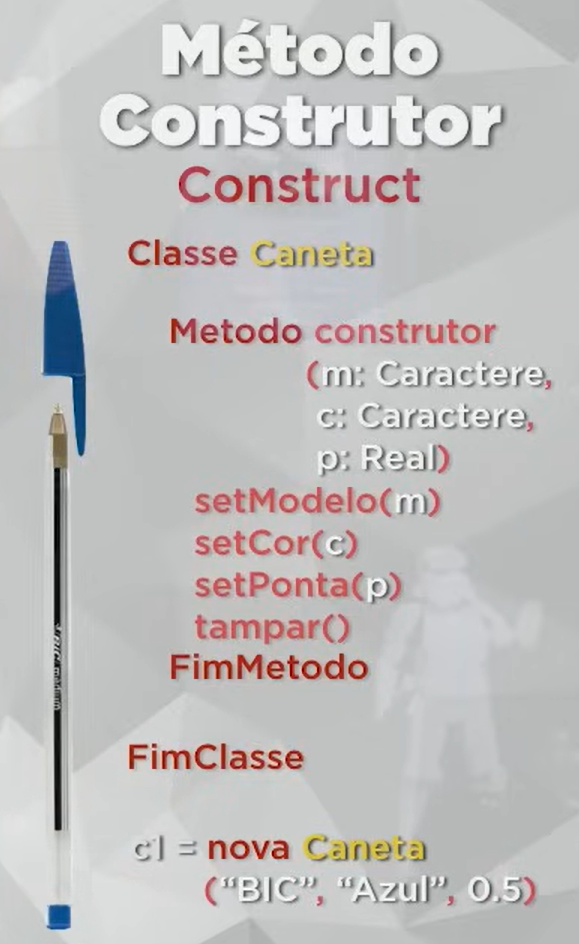 Método
Construtor
Construct
Classe Caneta
Metodo construtor
(m: Caractere,
c: Caractere,
p: Real)
setModelo(m)
setCor(c)
setPonta(p)
tampar()
FimMetodo
FimClasse
c1 = nova Caneta
(“BIC”, “Azul”, 0.5)